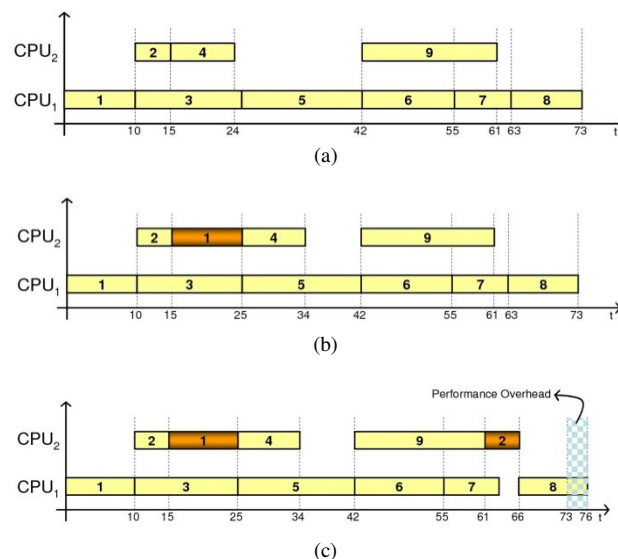 CPU2 2 4 9
CPU1 1 3 5 6 7 8
10 15 24 42 55 61 63 73 t
(a)
CPU2 2 1 4 9
CPU1 1 3 5 6 7 8
10 15 25 34 42 55 61 63 73 t
(b)
Performance Overhead
CPU2 2 1 4 9 2
CPU1 1 3 5 6 7 8
10 15 25 34 42 55 61 66 73 76 t
(c)